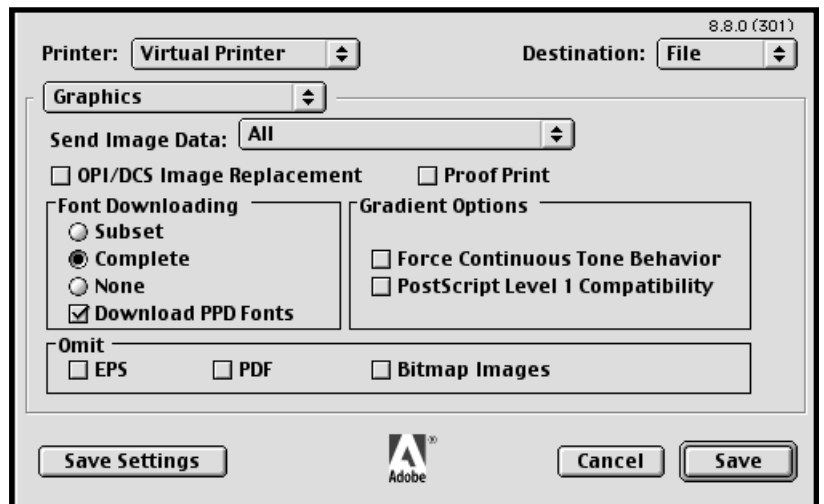 8.8.0 (301)
Printer: Virtual Printer Destination: File
Graphics
Send Image Data: All
OPI/DCS Image Replacement Proof Print
Font Downloading
Subset
Complete
None
Download PPD Fonts
Gradient Options
Force Continuous Tone Behavior
PostScript Level 1 Compatibility
Omit
EPS PDF Bitmap Images
Save Settings Adobe ® Cancel Save